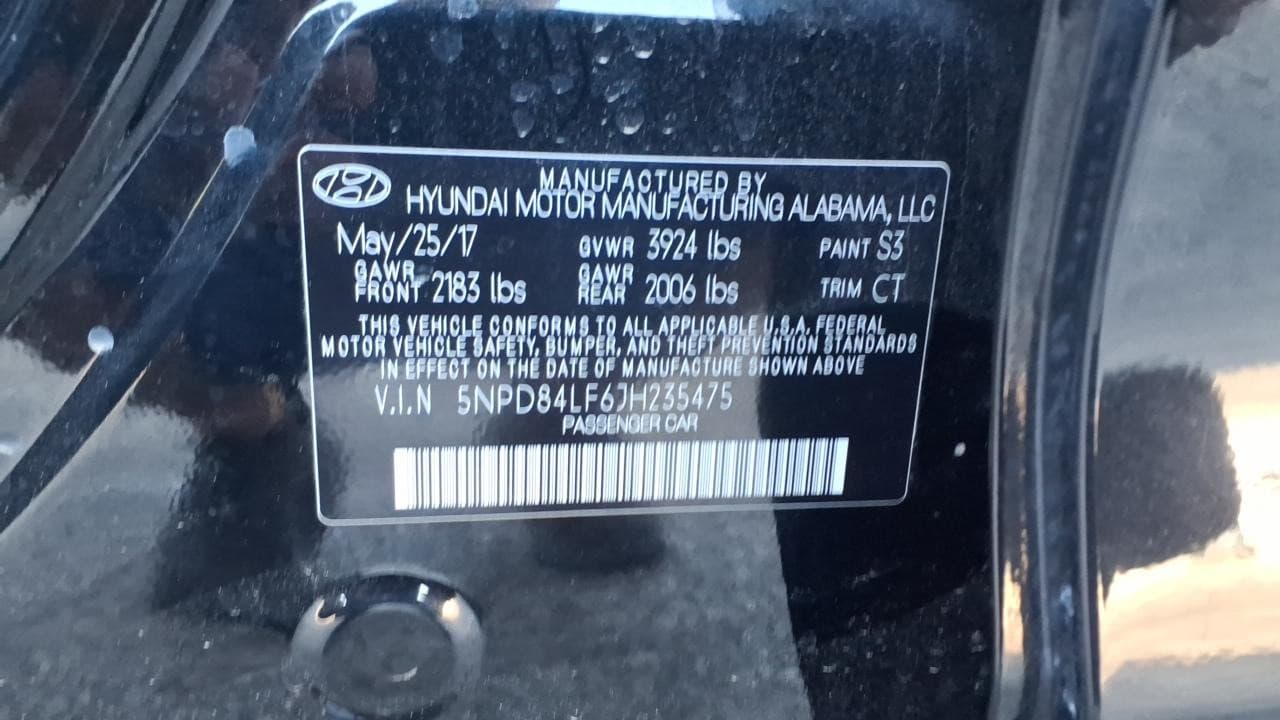 MANUFACTURED BY
HYUNDAI MOTOR MANUFACTURING ALABAMA, LLC
May/25/17 GVWR 3924 lbs PAINT S3
GAWR FRONT 2183 lbs GAWR REAR 2006 lbs TRIM CT
THIS VEHICLE CONFORMS TO ALL APPLICABLE U.S.A. FEDERAL
MOTOR VEHICLE SAFETY, BUMPER, AND THEFT PREVENTION STANDARDS
IN EFFECT ON THE DATE OF MANUFACTURE SHOWN ABOVE
V.I.N 5NPD84LF6JH235475
PASSENGER CAR